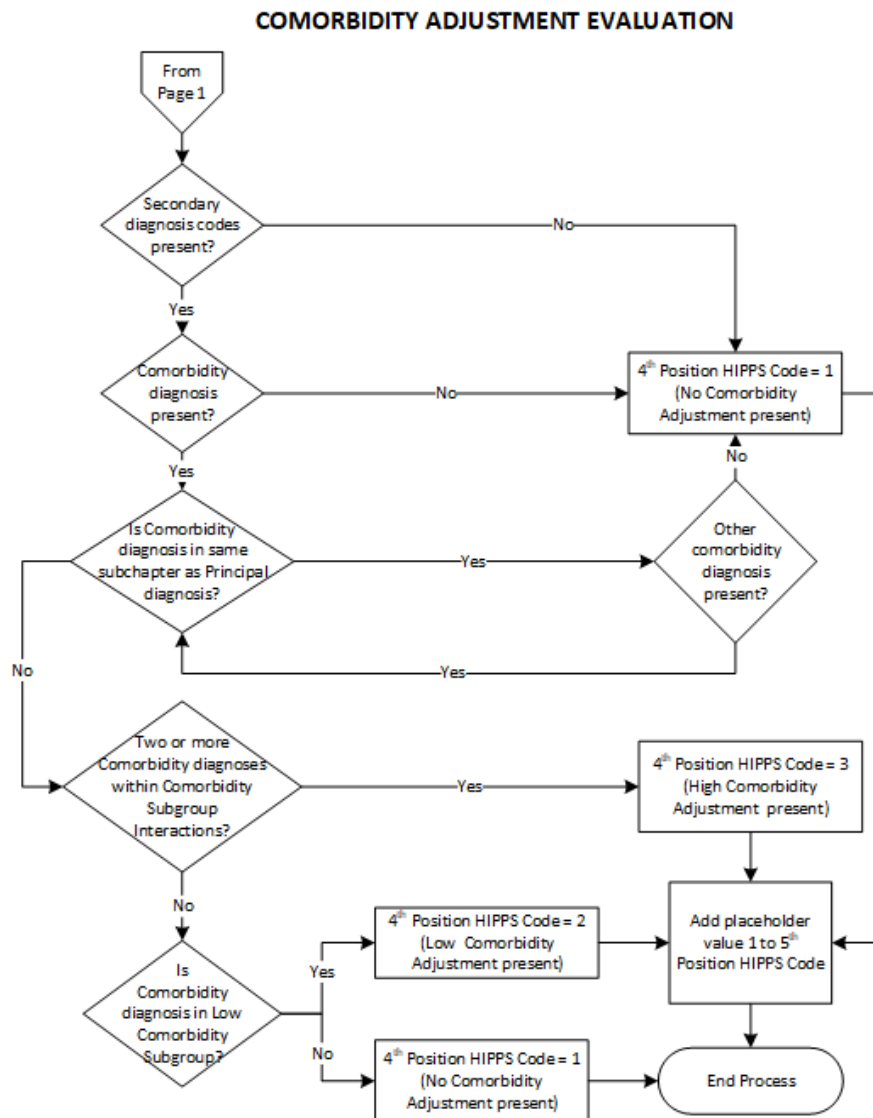 COMORBIDITY ADJUSTMENT EVALUATION
From
Page 1
Secondary
diagnosis codes
present?
No
Yes
Comorbidity
diagnosis
present?
No
4th Position HIPPS Code = 1
(No Comorbidity
Adjustment present)
Yes
No
Is Comorbidity
diagnosis in same
subchapter as Principal
diagnosis?
Yes
Other
comorbidity
diagnosis
present?
Yes
No
Two or more
Comorbidity diagnoses
within Comorbidity
Subgroup
Interactions?
Yes
4th Position HIPPS Code = 3
(High Comorbidity
Adjustment present)
No
4th Position HIPPS Code = 2
(Low Comorbidity
Adjustment present)
Add placeholder
value 1 to 5th
Position HIPPS Code
Is
Comorbidity
diagnosis in Low
Comorbidity
Subgroup?
Yes
No
4th Position HIPPS Code = 1
(No Comorbidity
Adjustment present)
End Process